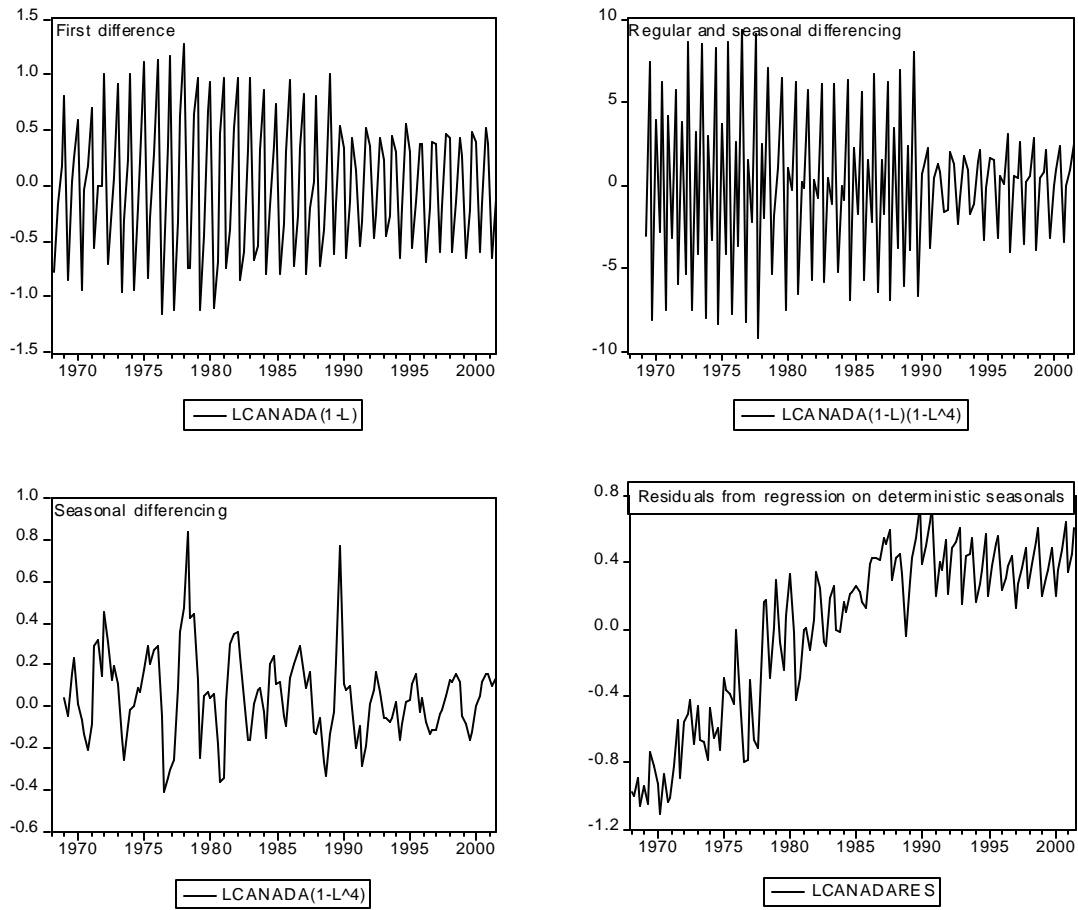 First difference
1.5
1.0
0.5
0.0
-0.5
-1.0
-1.5
1970 1975 1980 1985 1990 1995 2000
LCANADA(1-L)
Regular and seasonal differencing
10
5
0
-5
-10
1970 1975 1980 1985 1990 1995 2000
LCANADA(1-L)(1-L^4)
Seasonal differencing
1.0
0.8
0.6
0.4
0.2
0.0
-0.2
-0.4
-0.6
1970 1975 1980 1985 1990 1995 2000
LCANADA(1-L^4)
Residuals from regression on deterministic seasonals
0.8
0.4
0.0
-0.4
-0.8
-1.2
1970 1975 1980 1985 1990 1995 2000
LCANADARES